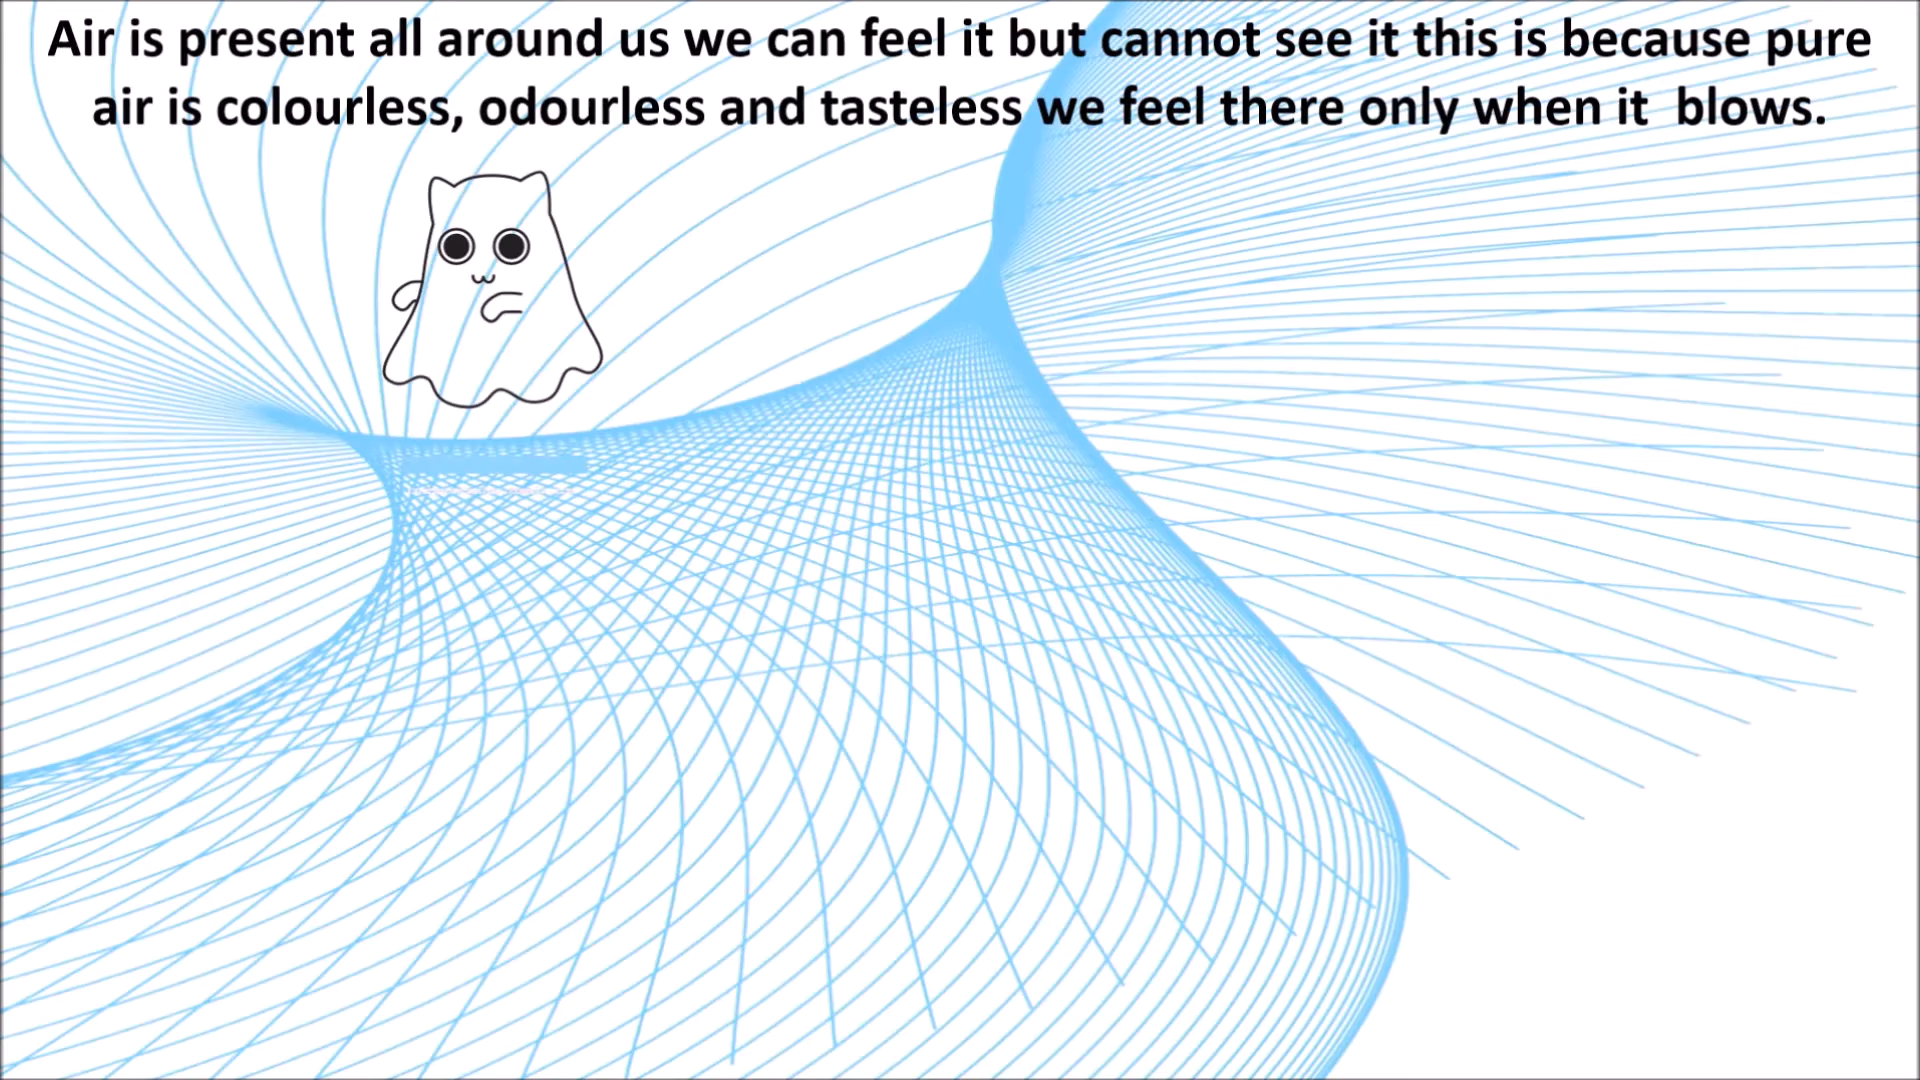 Air is present all around us we can feel it but cannot see it this is because pure
air is colourless, odourless and tasteless we feel there only when it  blows.